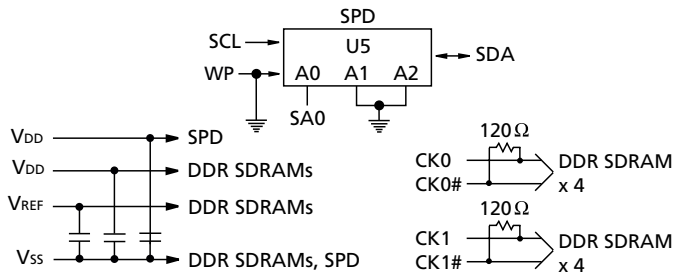 SPD
SCL
U5
SDA
WP
A0 A1 A2
SA0
VDD
SPD
VDD
DDR SDRAMs
VREF
DDR SDRAMs
VSS
DDR SDRAMs, SPD
120Ω
CK0
DDR SDRAM
CK0#
x 4
120Ω
CK1
DDR SDRAM
CK1#
x 4